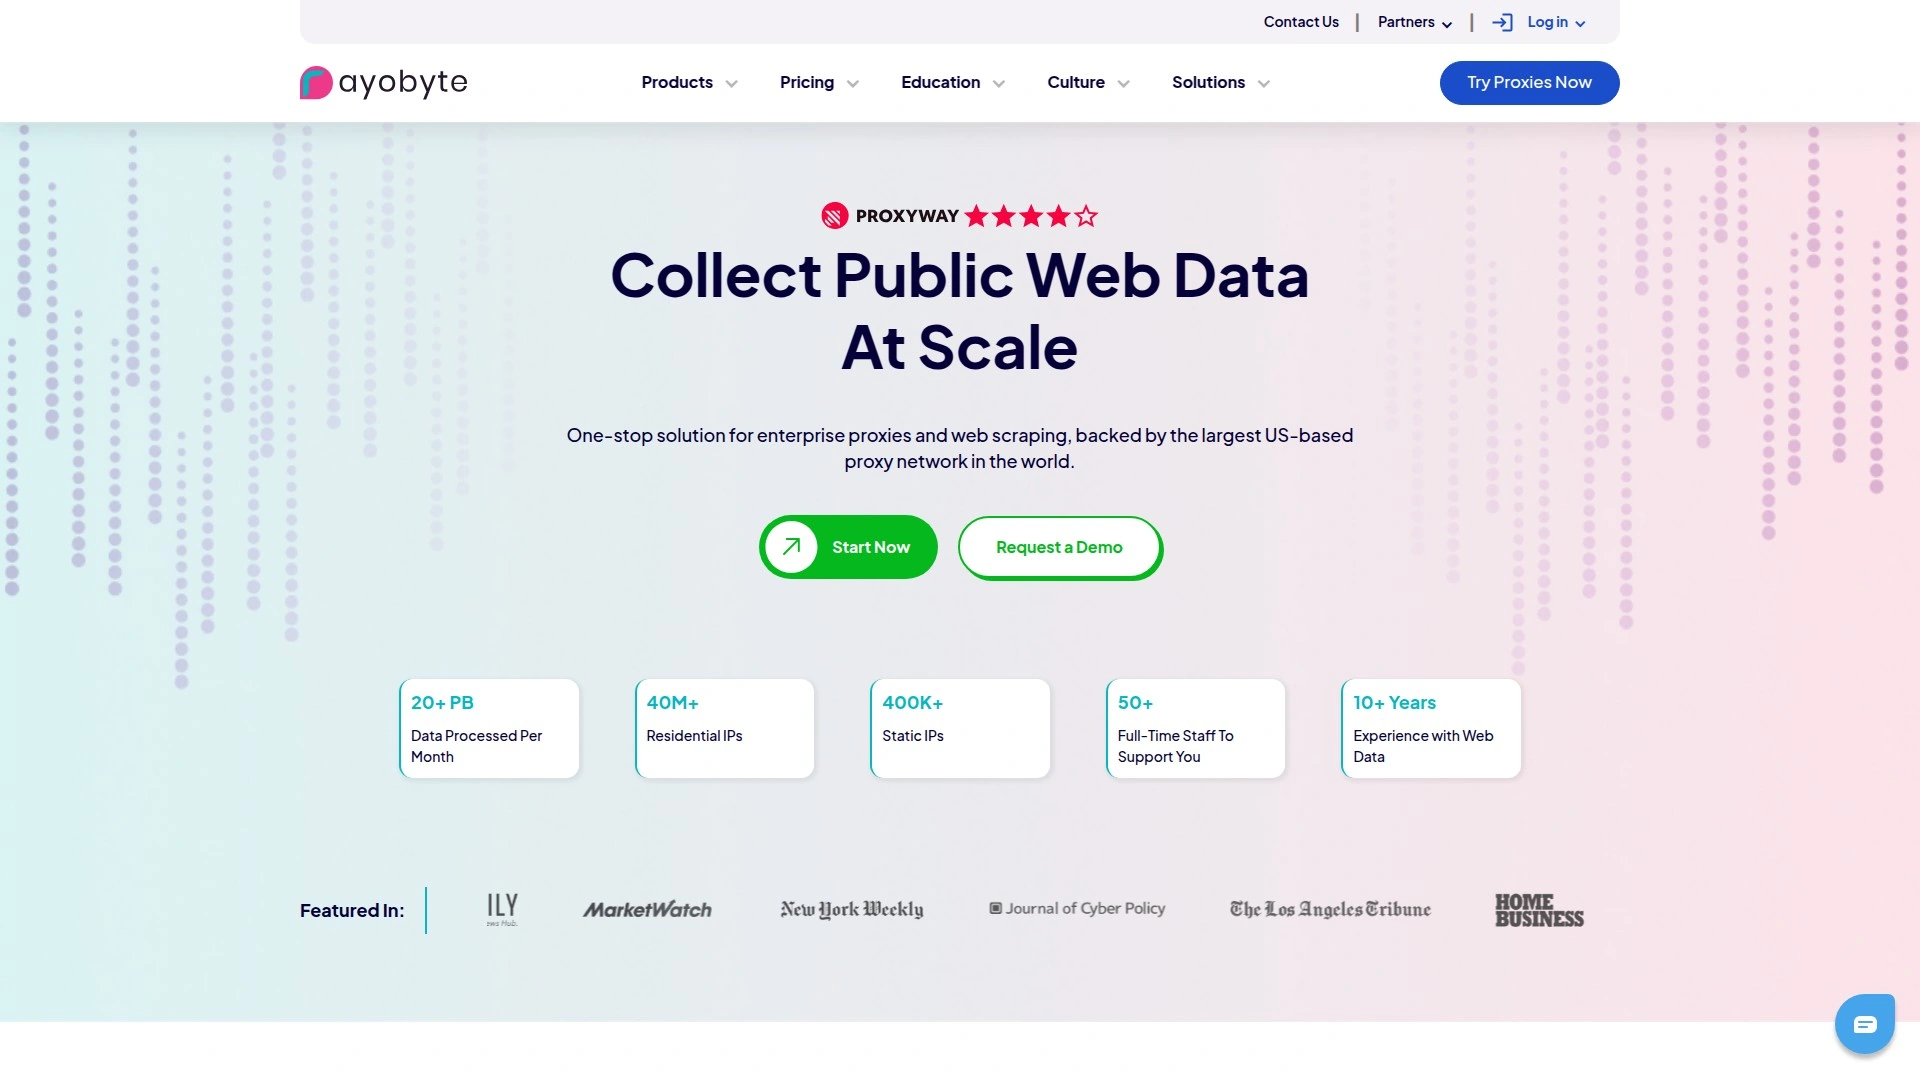 Contact Us | Partners | Log in
rayobyte
Products Pricing Education Culture Solutions
Try Proxies Now
PROXYWAY
Collect Public Web Data
At Scale
One-stop solution for enterprise proxies and web scraping, backed by the largest US-based
proxy network in the world.
Start Now
Request a Demo
20+ PB
Data Processed Per
Month
40M+
Residential IPs
400K+
Static IPs
50+
Full-Time Staff To
Support You
10+ Years
Experience with Web
Data
Featured In:
ILY
Hub.
MarketWatch
New York Weekly
Journal of Cyber Policy
The Los Angeles Tribune
HOME
BUSINESS